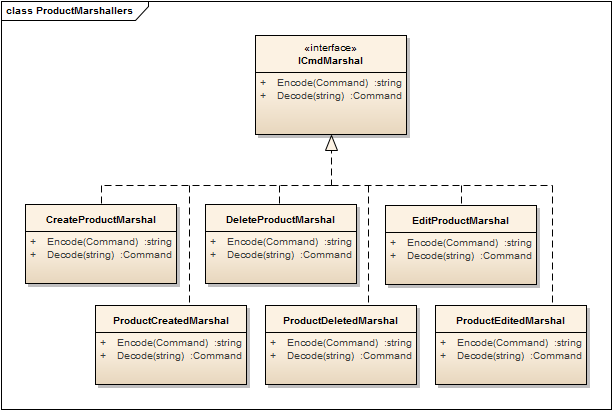 class ProductMarshallers
«interface»
ICmdMarshal
+ Encode(Command) :string
+ Decode(string) :Command
CreateProductMarshal
+ Encode(Command) :string
+ Decode(string) :Command
DeleteProductMarshal
+ Encode(Command) :string
+ Decode(string) :Command
EditProductMarshal
+ Encode(Command) :string
+ Decode(string) :Command
ProductCreatedMarshal
+ Encode(Command) :string
+ Decode(string) :Command
ProductDeletedMarshal
+ Encode(Command) :string
+ Decode(string) :Command
ProductEditedMarshal
+ Encode(Command) :string
+ Decode(string) :Command